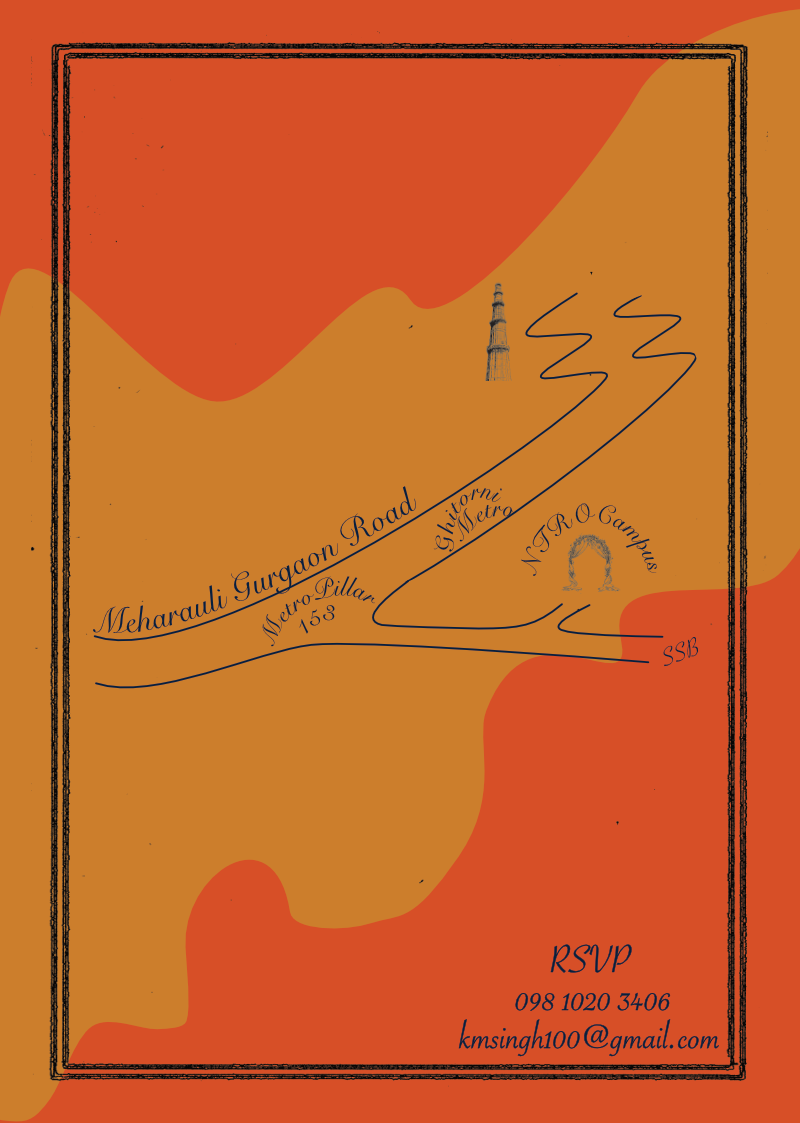 Meharauli Gurgaon Road
Ghitorni
Metro
NTRO Campus
Metro Pillar
153
SSB
RSVP
098 1020 3406
kmsingh100@gmail.com